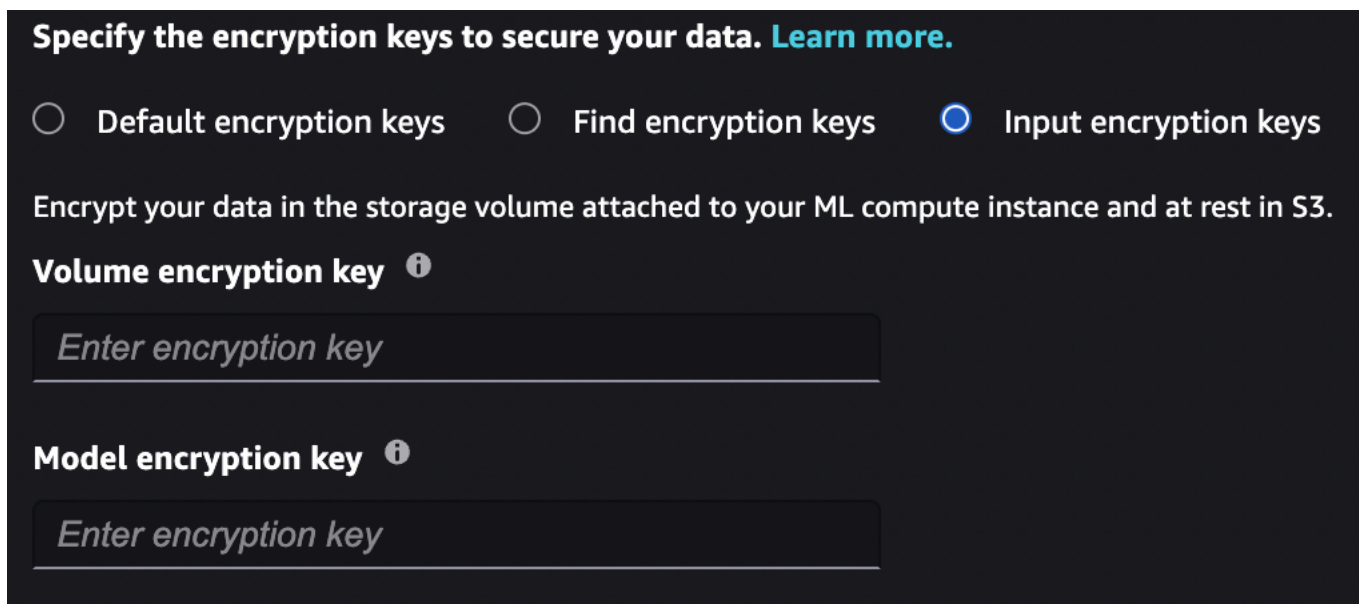 Specify the encryption keys to secure your data. Learn more.
Default encryption keys Find encryption keys Input encryption keys
Encrypt your data in the storage volume attached to your ML compute instance and at rest in S3.
Volume encryption key
Enter encryption key
Model encryption key
Enter encryption key